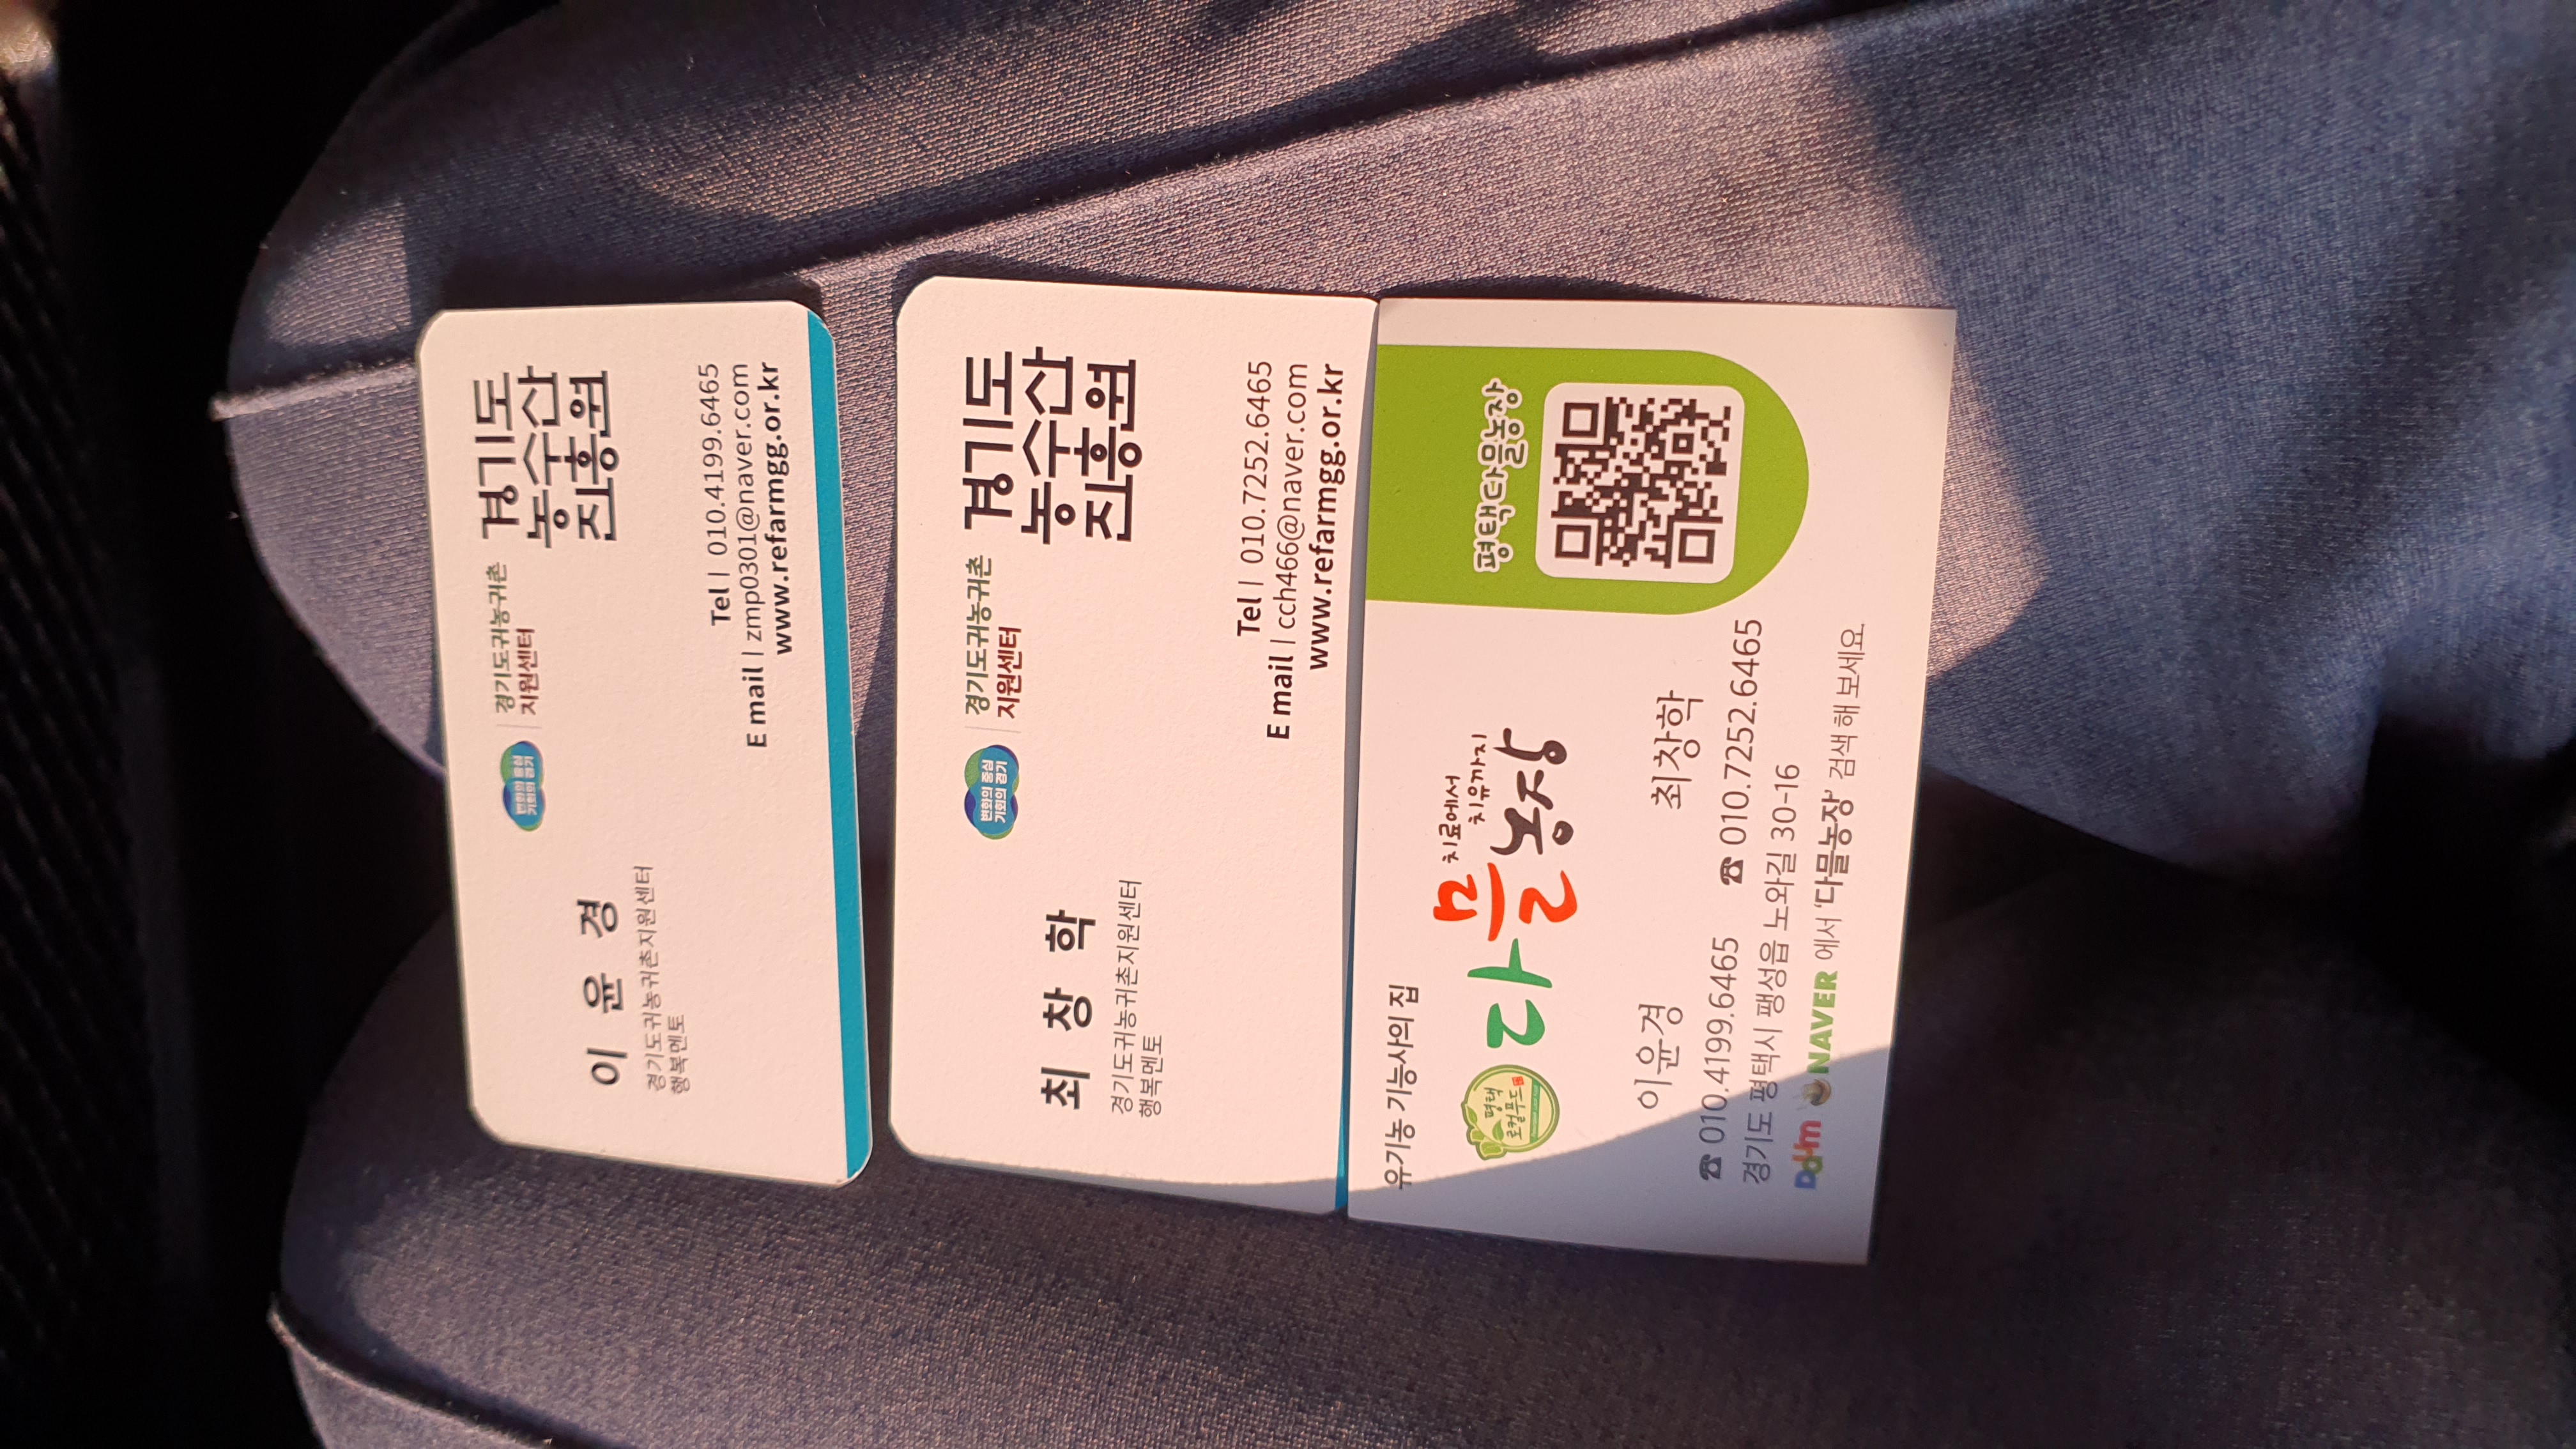 변화의 중심
기회의 경기
경기도귀농귀촌
지원센터
경기도
농수산
진흥원
이 윤 경
경기도귀농귀촌지원센터
행복멘토
Tel | 010.4199.6465
E mail | zmp0301@naver.com
www.refarmgg.or.kr
변화의 중심
기회의 경기
경기도귀농귀촌
지원센터
경기도
농수산
진흥원
최 창 학
경기도귀농귀촌지원센터
행복멘토
Tel | 010.7252.6465
E mail | cch466@naver.com
www.refarmgg.or.kr
유기농 기능사의 집
평택
로컬푸드
다믈농장
치료에서
치유까지
평택다믈농장
이윤경
최창학
☎ 010.4199.6465
☎ 010.7252.6465
경기도 평택시 팽성읍 노와길 30-16
Daum NAVER 에서 '다믈농장' 검색 해 보세요.